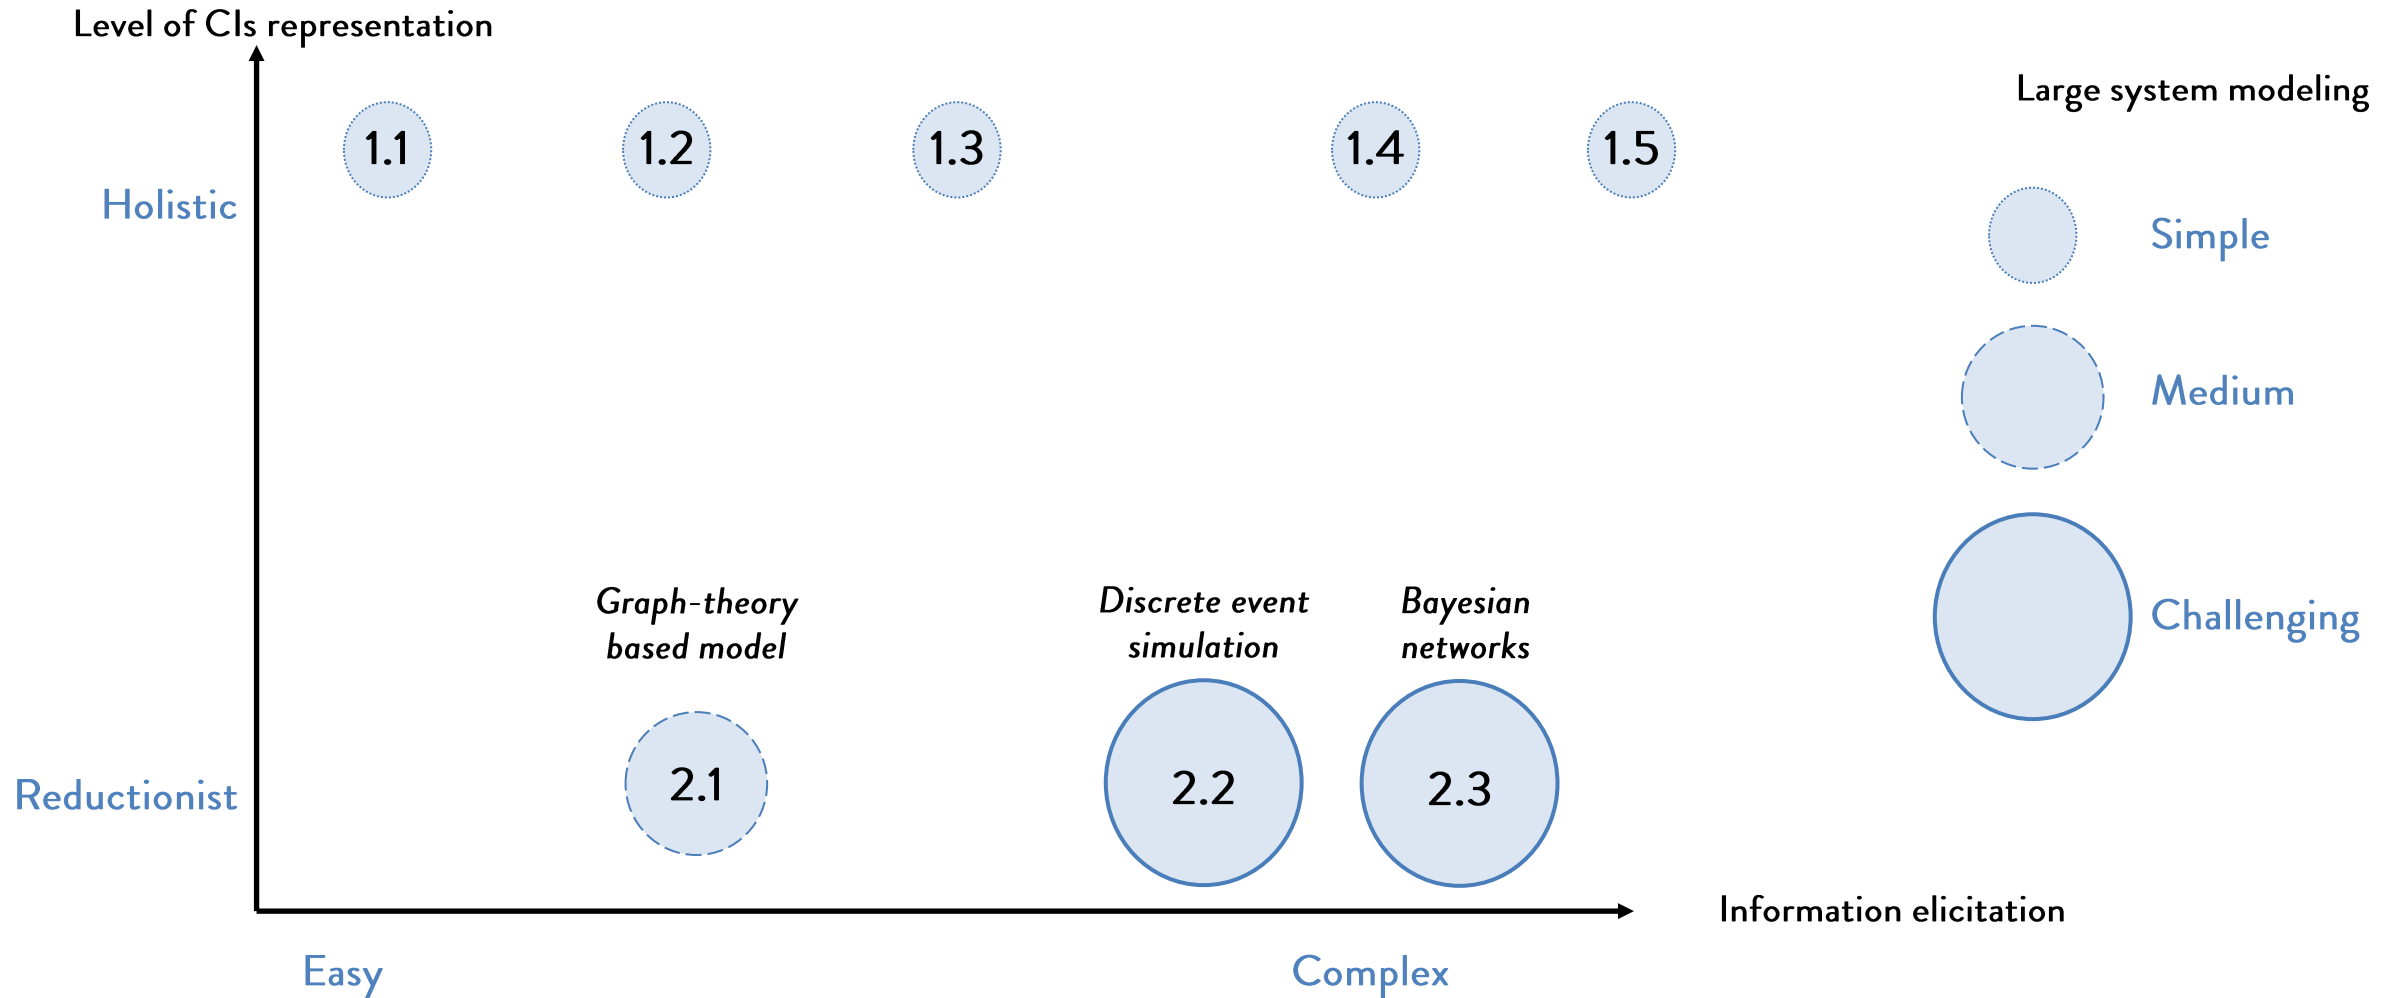 Level of CIs representation
Large system modeling
1.1
1.2
1.3
1.4
1.5
Holistic
Simple
Medium
Challenging
Graph-theory
based model
Discrete event
simulation
Bayesian
networks
2.1
2.2
2.3
Reductionist
Information elicitation
Easy
Complex